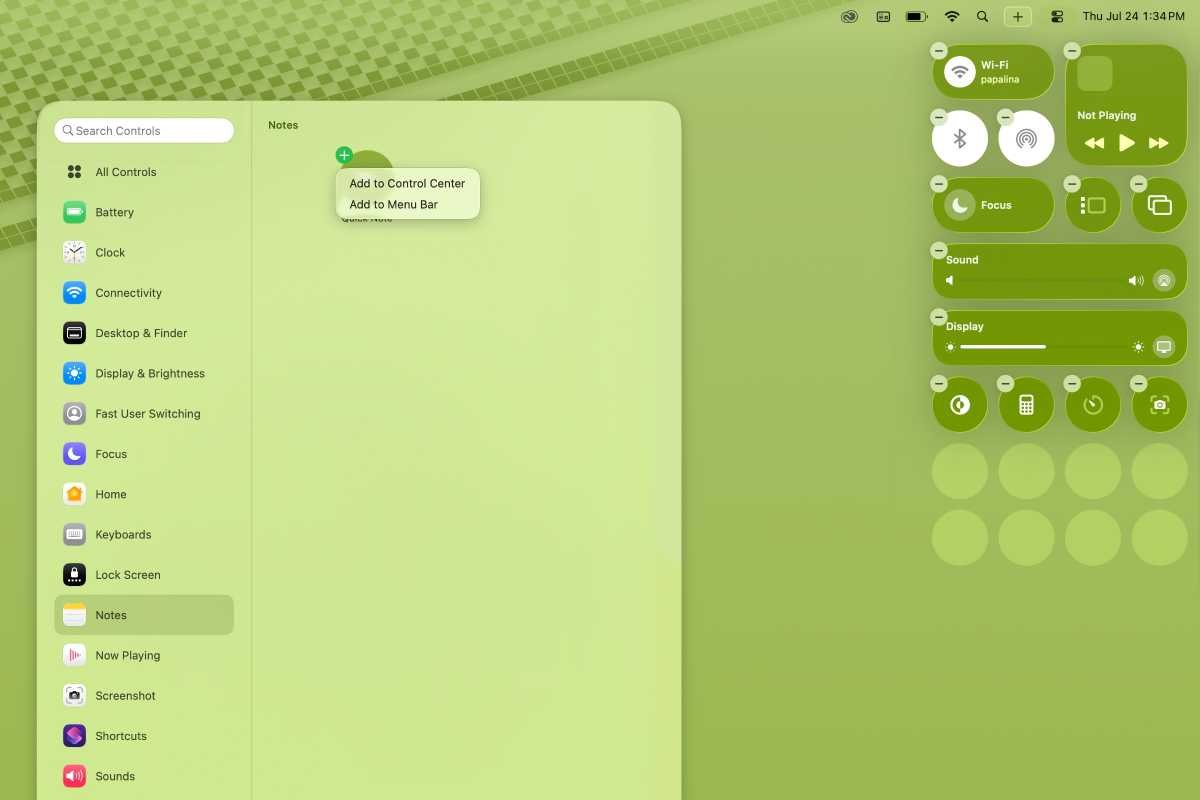 Thu Jul 24 1:34 PM
Search Controls
All Controls
Battery
Clock
Connectivity
Desktop & Finder
Display & Brightness
Fast User Switching
Focus
Home
Keyboards
Lock Screen
Notes
Now Playing
Screenshot
Shortcuts
Sounds
Notes
Add to Control Center
Add to Menu Bar
Quick Note
Wi-Fi
papalina
Not Playing
Focus
Sound
Display